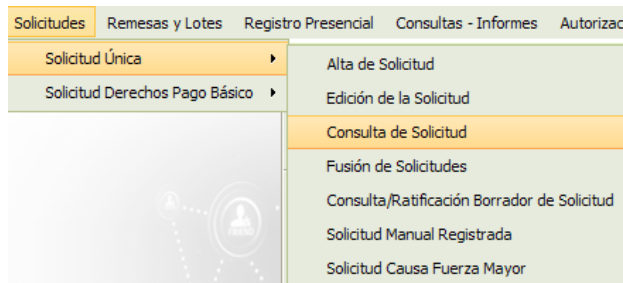 Solicitudes Remesas y Lotes Registro Presencial Consultas - Informes Autorizac
Solicitud Única
Solicitud Derechos Pago Básico
Alta de Solicitud
Edición de la Solicitud
Consulta de Solicitud
Fusión de Solicitudes
Consulta/Ratificación Borrador de Solicitud
Solicitud Manual Registrada
Solicitud Causa Fuerza Mayor